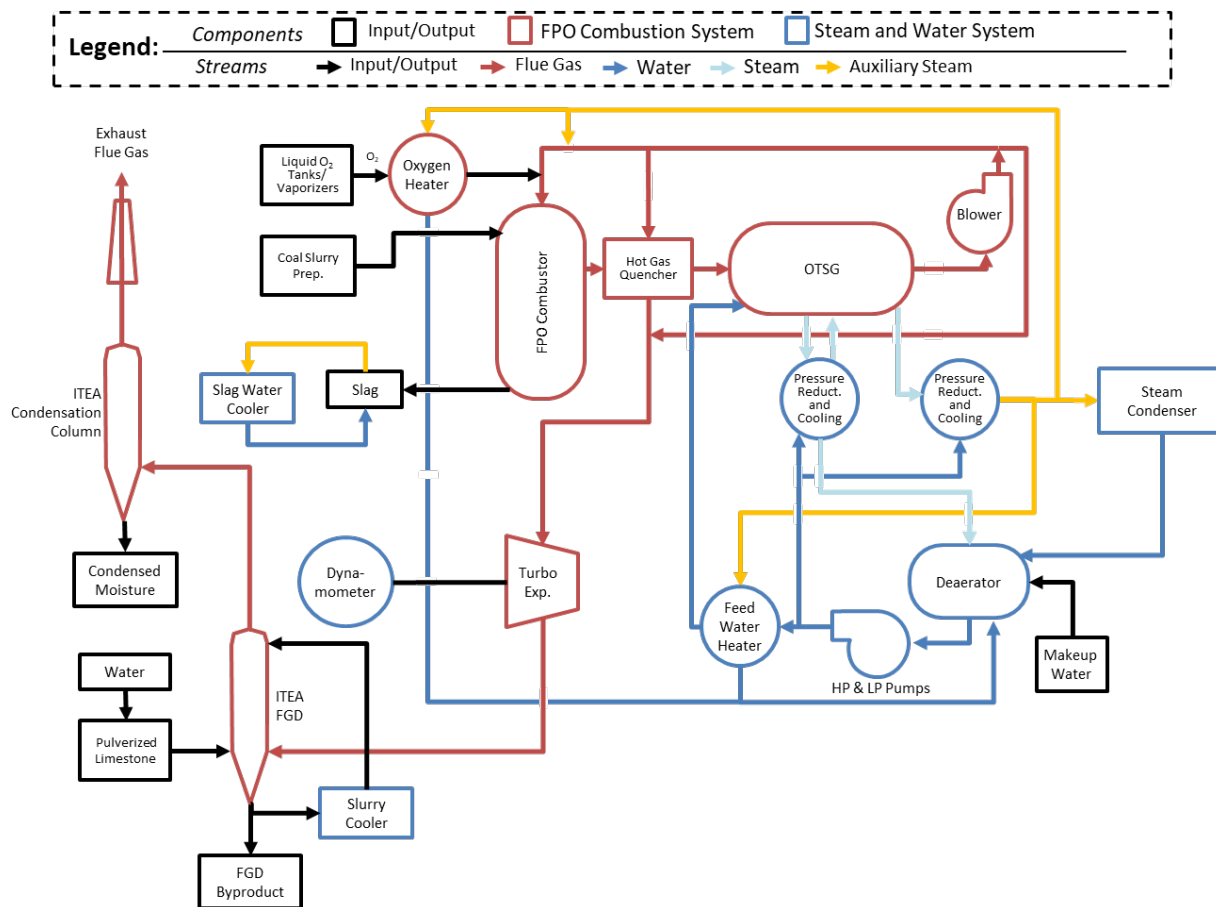 Legend:
Components
Input/Output
FPO Combustion System
Steam and Water System
Streams
Input/Output
Flue Gas
Water
Steam
Auxiliary Steam
Exhaust
Flue Gas
Liquid O₂
Tanks/
Vaporizers
O₂
Oxygen
Heater
Coal Slurry
Prep.
FPO Combustor
Hot Gas
Quencher
OTSG
Blower
ITEA
Condensation
Column
Slag Water
Cooler
Slag
Pressure
Reduct.
and
Cooling
Pressure
Reduct.
and
Cooling
Steam
Condenser
Condensed
Moisture
Dyna-
mometer
Turbo
Exp.
Feed
Water
Heater
HP & LP Pumps
Deaerator
Makeup
Water
Water
Pulverized
Limestone
ITEA
FGD
Slurry
Cooler
FGD
Byproduct